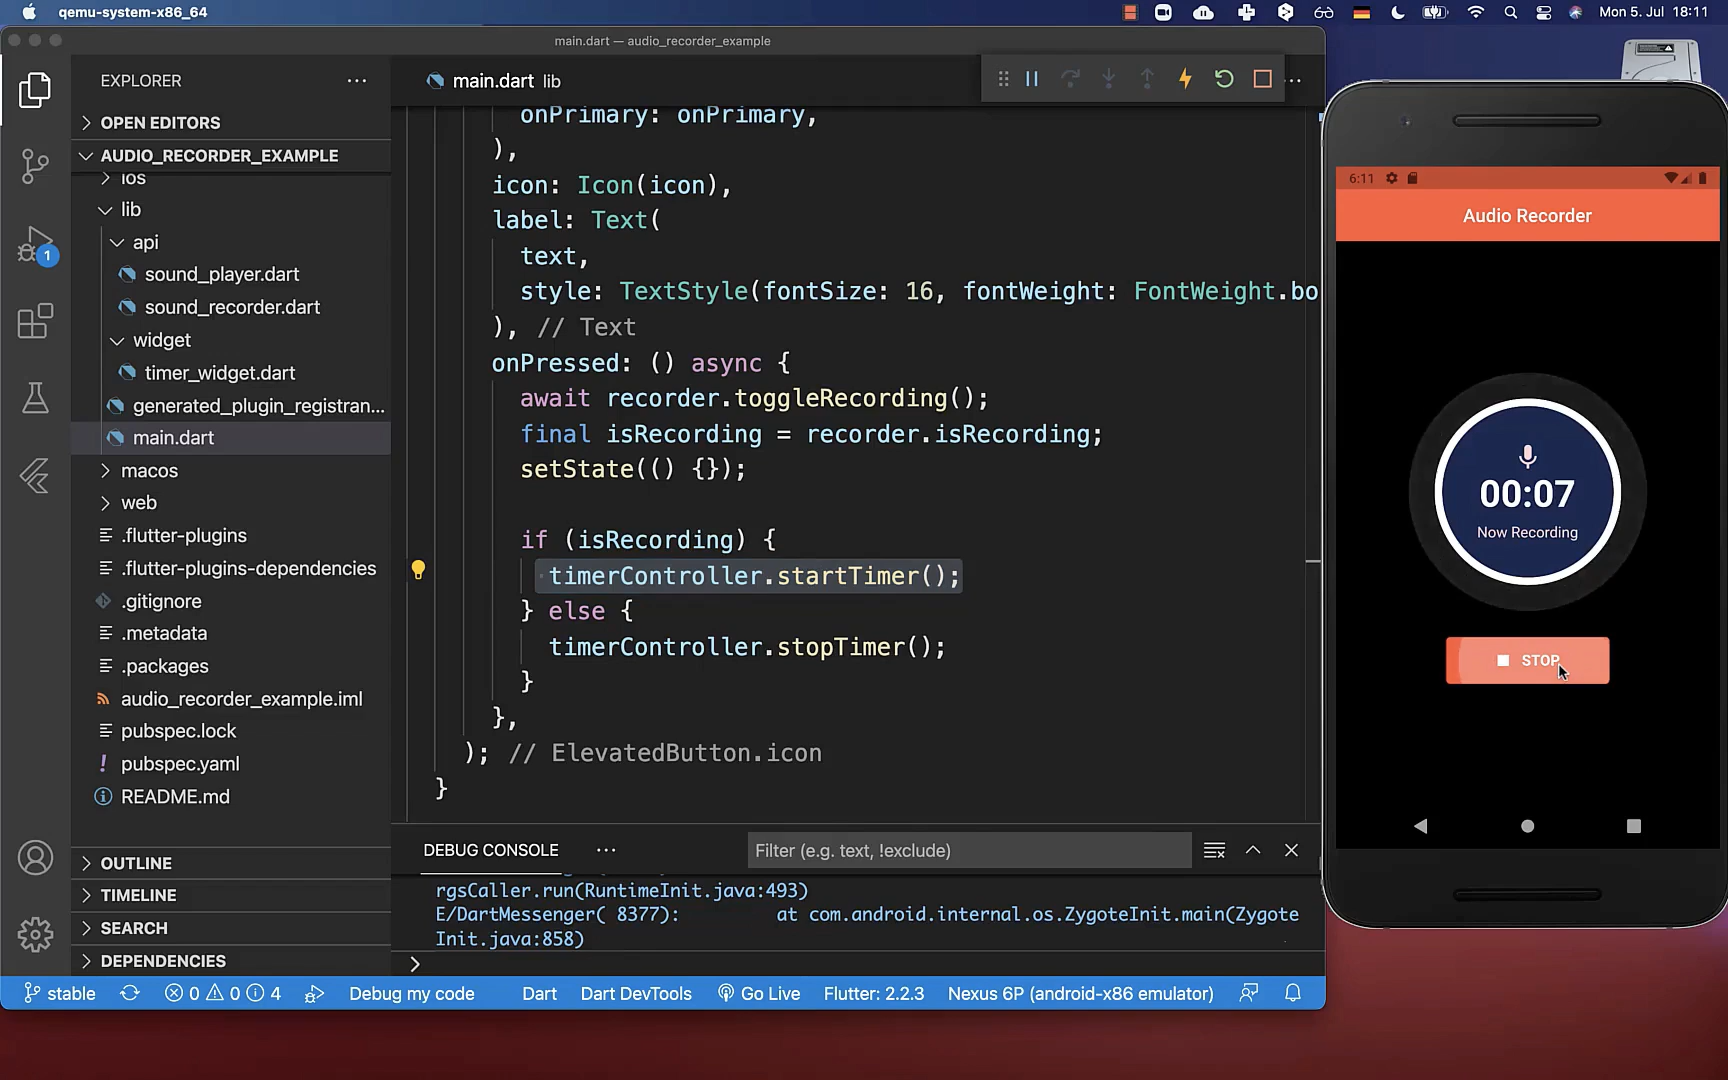 qemu-system-x86_64
Mon 5. Jul 18:11
main.dart — audio_recorder_example
EXPLORER
OPEN EDITORS
AUDIO_RECORDER_EXAMPLE
ios
lib
api
sound_player.dart
sound_recorder.dart
widget
timer_widget.dart
generated_plugin_registran...
main.dart
macos
web
.flutter-plugins
.flutter-plugins-dependencies
.gitignore
.metadata
.packages
audio_recorder_example.iml
pubspec.lock
pubspec.yaml
README.md
OUTLINE
TIMELINE
SEARCH
DEPENDENCIES
1
main.dart lib
onPrimary: onPrimary,
),
icon: Icon(icon),
label: Text(
text,
style: TextStyle(fontSize: 16, fontWeight: FontWeight.bo
), // Text
onPressed: () async {
await recorder.toggleRecording();
final isRecording = recorder.isRecording;
setState(() {});
if (isRecording) {
timerController.startTimer();
} else {
timerController.stopTimer();
}
},
); // ElevatedButton.icon
}
DEBUG CONSOLE
Filter (e.g. text, !exclude)
rgsCaller.run(RuntimeInit.java:493)
E/DartMessenger( 8377): at com.android.internal.os.ZygoteInit.main(Zygote
Init.java:858)
stable
0 0 4
Debug my code
Dart
Dart DevTools
Go Live
Flutter: 2.2.3
Nexus 6P (android-x86 emulator)
6:11
Audio Recorder
00:07
Now Recording
STOP